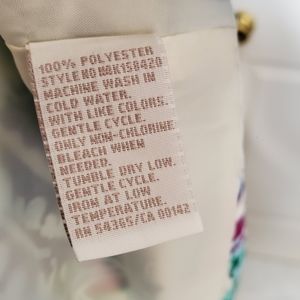 100% POLYESTER
STYLE NO NAK158420
MACHINE WASH IN
COLD WATER.
WITH LIKE COLORS.
GENTLE CYCLE.
ONLY NON-CHLORINE
BLEACH WHEN
NEEDED.
TUMBLE DRY LOW.
GENTLE CYCLE.
IRON AT LOW
TEMPERATURE.
RN 54365/CA 00142